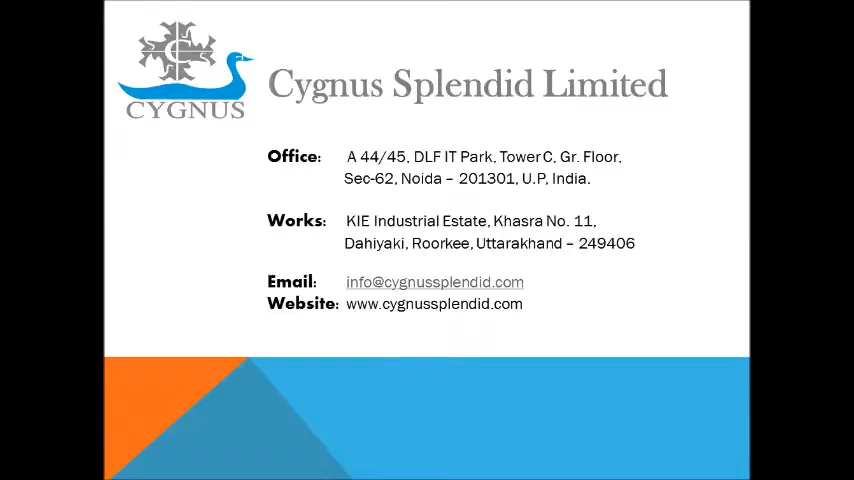 CYGNUS
Cygnus Splendid Limited
Office: A 44/45, DLF IT Park, Tower C, Gr. Floor,
Sec-62, Noida – 201301, U.P, India.
Works: KIE Industrial Estate, Khasra No. 11,
Dahiyaki, Roorkee, Uttarakhand – 249406
Email: info@cygnussplendid.com
Website: www.cygnussplendid.com